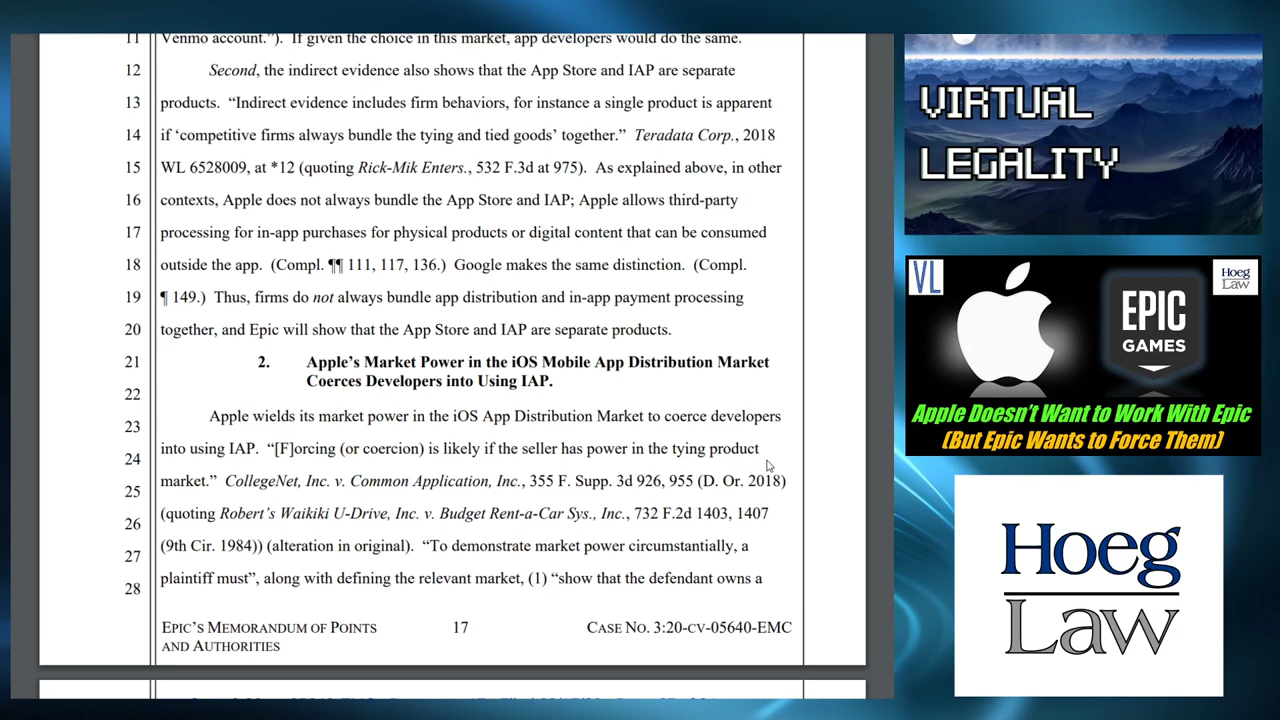 11 Venmo account."). If given the choice in this market, app developers would do the same.
12 Second, the indirect evidence also shows that the App Store and IAP are separate
13 products. “Indirect evidence includes firm behaviors, for instance a single product is apparent
14 if ‘competitive firms always bundle the tying and tied goods’ together.” Teradata Corp., 2018
15 WL 6528009, at *12 (quoting Rick-Mik Enters., 532 F.3d at 975). As explained above, in other
16 contexts, Apple does not always bundle the App Store and IAP; Apple allows third-party
17 processing for in-app purchases for physical products or digital content that can be consumed
18 outside the app. (Compl. ¶¶ 111, 117, 136.) Google makes the same distinction. (Compl.
19 ¶ 149.) Thus, firms do not always bundle app distribution and in-app payment processing
20 together, and Epic will show that the App Store and IAP are separate products.
21 2. Apple’s Market Power in the iOS Mobile App Distribution Market
22 Coerces Developers into Using IAP.
23 Apple wields its market power in the iOS App Distribution Market to coerce developers
24 into using IAP. “[F]orcing (or coercion) is likely if the seller has power in the tying product
25 market.” CollegeNet, Inc. v. Common Application, Inc., 355 F. Supp. 3d 926, 955 (D. Or. 2018)
26 (quoting Robert’s Waikiki U-Drive, Inc. v. Budget Rent-a-Car Sys., Inc., 732 F.2d 1403, 1407
27 (9th Cir. 1984)) (alteration in original). “To demonstrate market power circumstantially, a
28 plaintiff must”, along with defining the relevant market, (1) “show that the defendant owns a
EPIC’S MEMORANDUM OF POINTS 17 CASE NO. 3:20-CV-05640-EMC
AND AUTHORITIES
VIRTUAL
LEGALITY
VL
Hoeg
Law
EPIC
GAMES
Apple Doesn't Want to Work With Epic
(But Epic Wants to Force Them)
Hoeg
Law